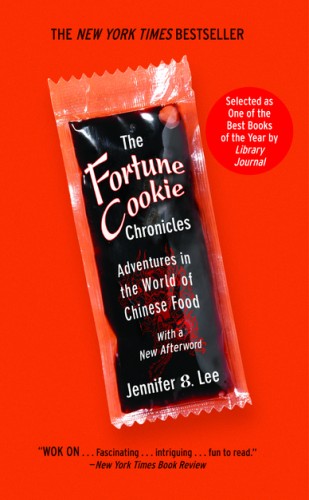 THE NEW YORK TIMES BESTSELLER
Selected as
One of the
Best Books
of the Year by
Library
Journal
The
Fortune
Cookie
Chronicles
Adventures in
the World of
Chinese Food
With a
New Afterword
Jennifer 8. Lee
“WOK ON . . . Fascinating . . . intriguing . . . fun to read.”
—New York Times Book Review